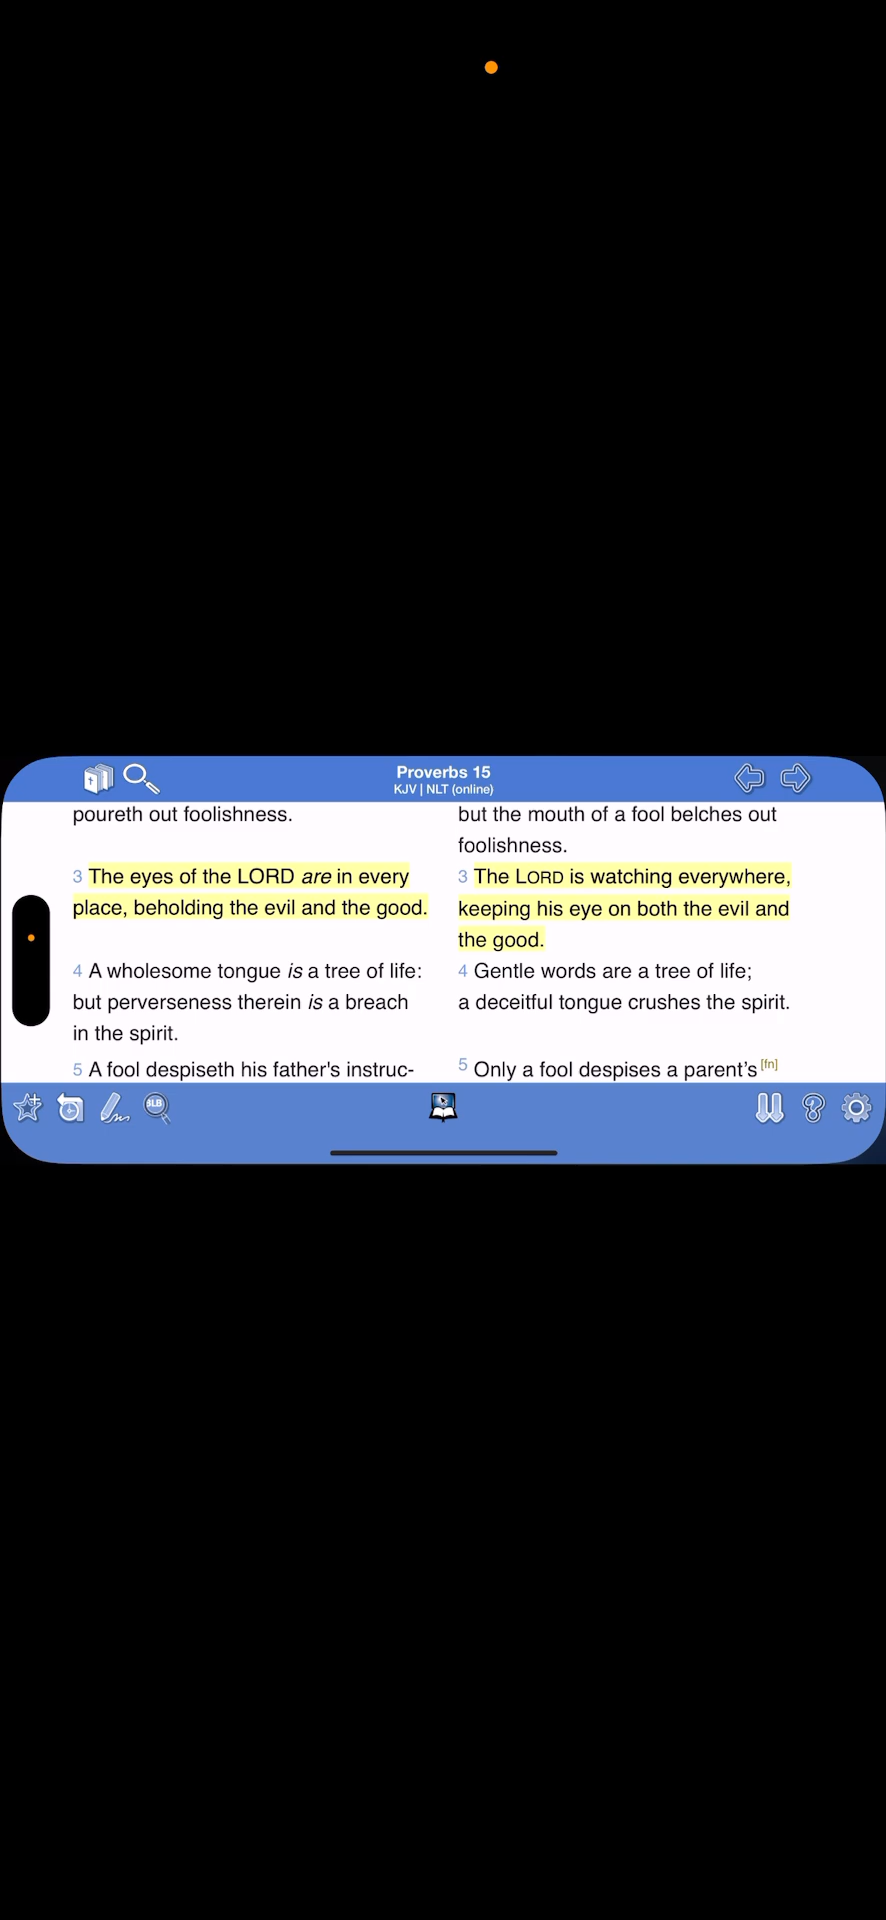 Proverbs 15
KJV | NLT (online)
poureth out foolishness.
3 The eyes of the LORD are in every
place, beholding the evil and the good.
4 A wholesome tongue is a tree of life:
but perverseness therein is a breach
in the spirit.
5 A fool despiseth his father's instruc-
but the mouth of a fool belches out
foolishness.
3 The LORD is watching everywhere,
keeping his eye on both the evil and
the good.
4 Gentle words are a tree of life;
a deceitful tongue crushes the spirit.
5 Only a fool despises a parent’s [fn]
BLB